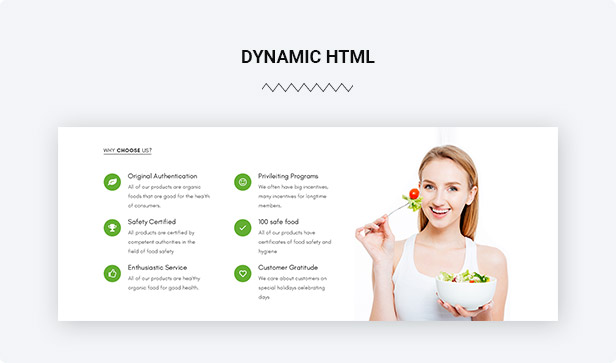 DYNAMIC HTML
WHY CHOOSE US?
Original Authentication
All of our products are organic
foods that are good for the health
of consumers.
Privileiting Programs
We often have big incentives,
many incentives for longtime
members.
Safety Certified
All products are certified by
competent authorities in the
field of food safety
100 safe food
All of our products have
certificates of food safety and
hygiene
Enthusiastic Service
All of our products are healthy
organic food for good health.
Customer Gratitude
We care about customers on
special holidays celebrating
days